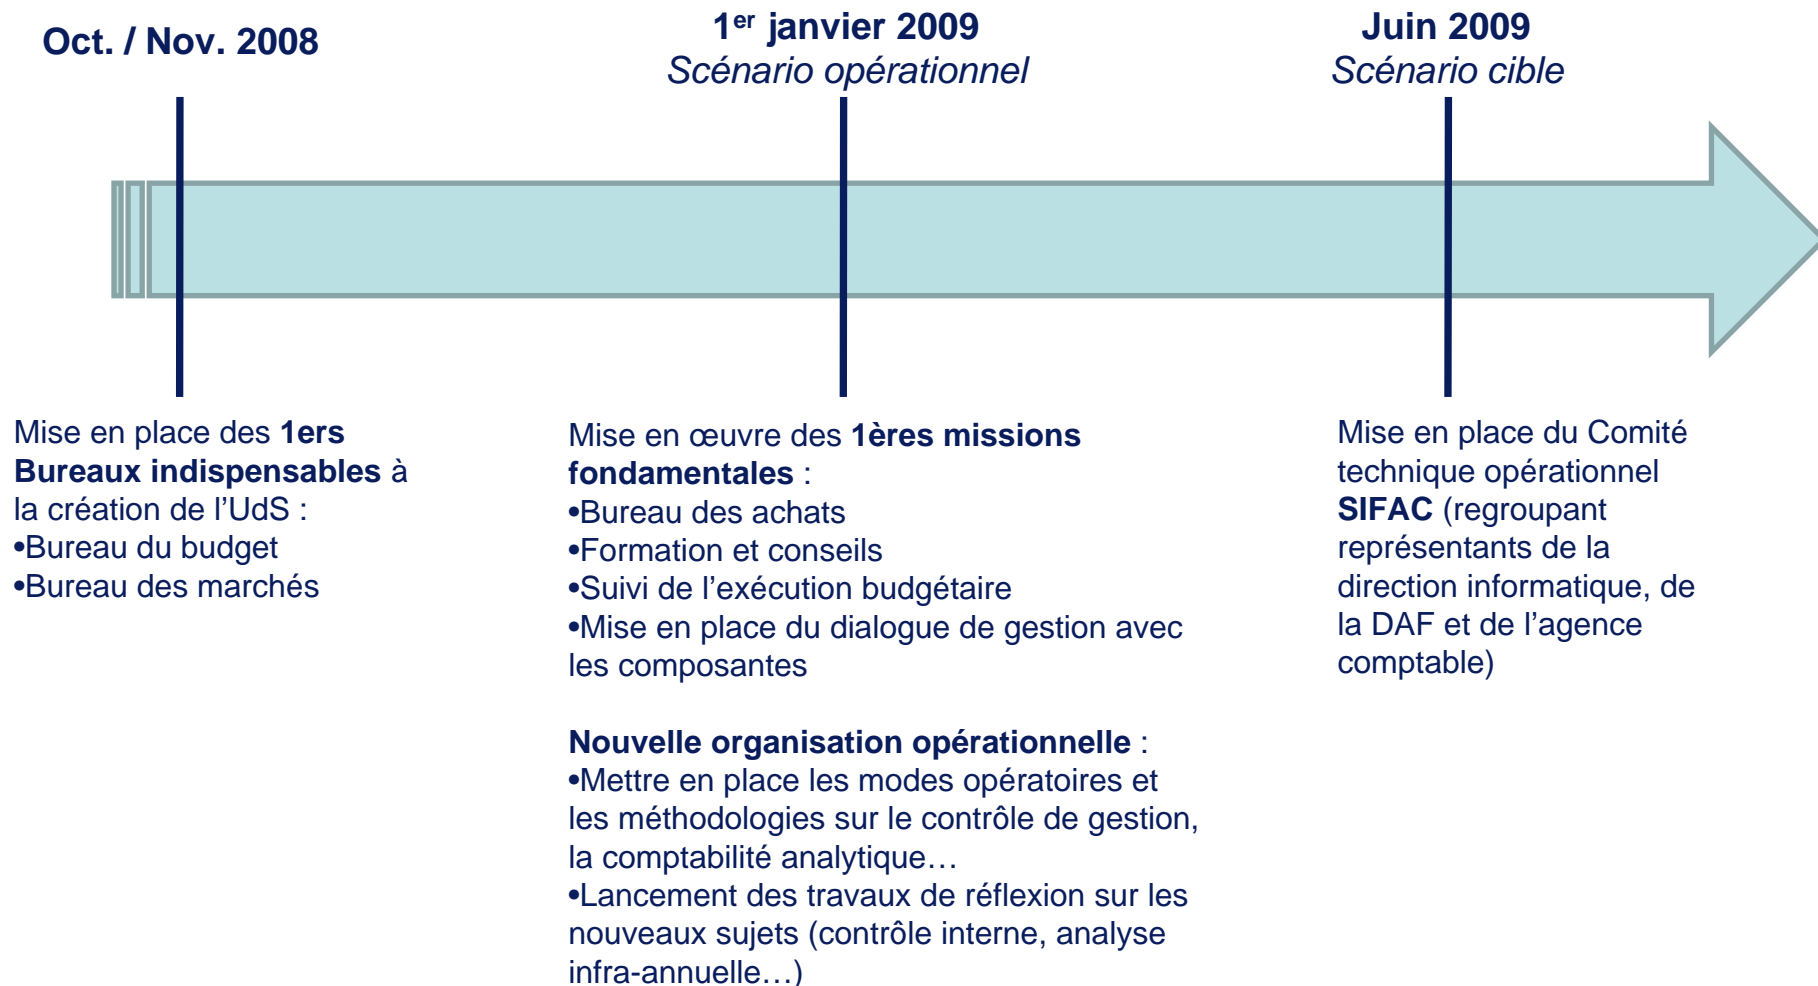 Oct. / Nov. 2008
1er janvier 2009
Scénario opérationnel
Juin 2009
Scénario cible
Mise en place des 1ers
Bureaux indispensables à
la création de l’UdS :
•Bureau du budget
•Bureau des marchés
Mise en œuvre des 1ères missions
fondamentales :
•Bureau des achats
•Formation et conseils
•Suivi de l’exécution budgétaire
•Mise en place du dialogue de gestion avec
les composantes
Nouvelle organisation opérationnelle :
•Mettre en place les modes opératoires et
les méthodologies sur le contrôle de gestion,
la comptabilité analytique…
•Lancement des travaux de réflexion sur les
nouveaux sujets (contrôle interne, analyse
infra-annuelle…)
Mise en place du Comité
technique opérationnel
SIFAC (regroupant
représentants de la
direction informatique, de
la DAF et de l’agence
comptable)